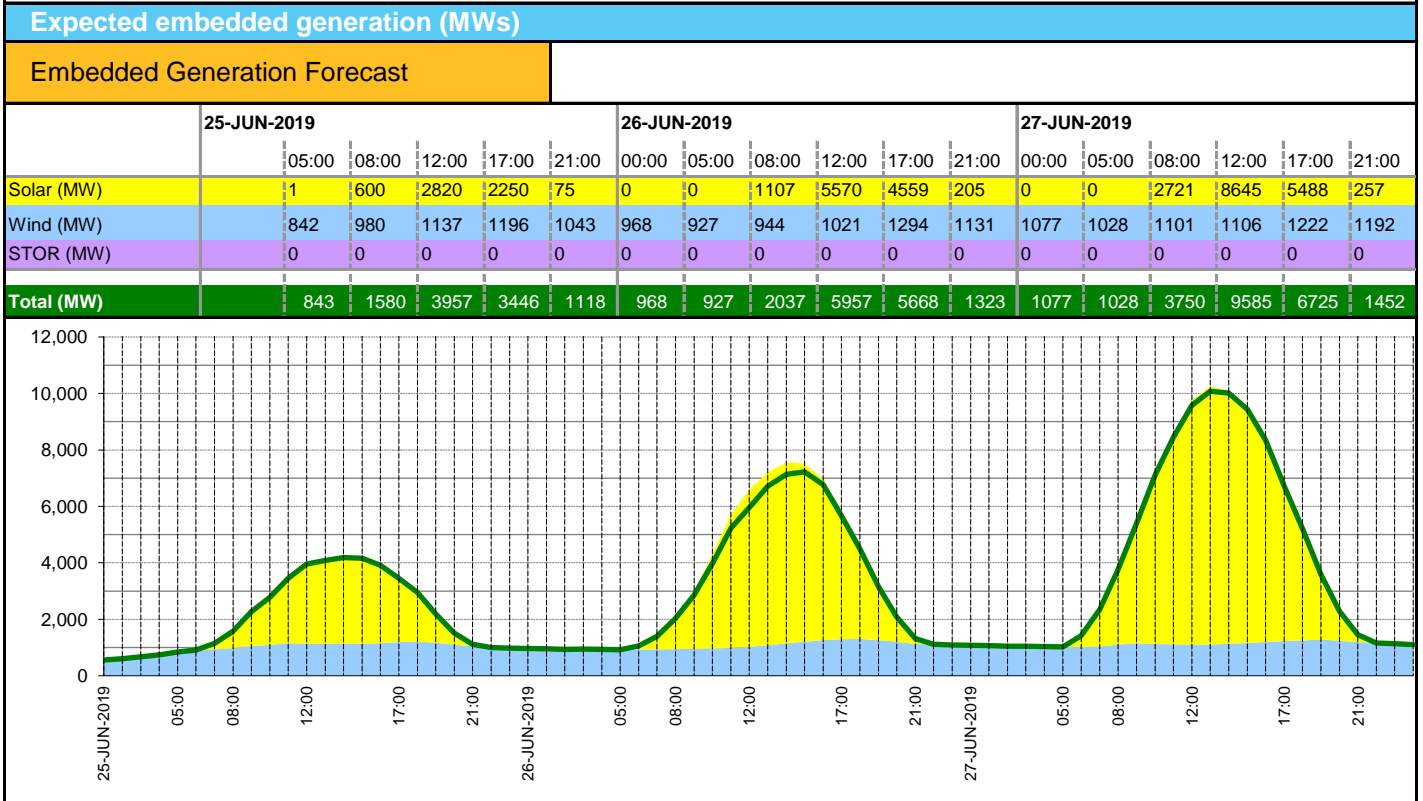 Expected embedded generation (MWs)
Embedded Generation Forecast
25-JUN-2019 26-JUN-2019 27-JUN-2019
05:00 08:00 12:00 17:00 21:00 00:00 05:00 08:00 12:00 17:00 21:00 00:00 05:00 08:00 12:00 17:00 21:00
Solar (MW) 1 600 2820 2250 75 0 0 1107 5570 4559 205 0 0 2721 8645 5488 257
Wind (MW) 842 980 1137 1196 1043 968 927 944 1021 1294 1131 1077 1028 1101 1106 1222 1192
STOR (MW) 0 0 0 0 0 0 0 0 0 0 0 0 0 0 0 0 0
Total (MW) 843 1580 3957 3446 1118 968 927 2037 5957 5668 1323 1077 1028 3750 9585 6725 1452
12,000
10,000
8,000
6,000
4,000
2,000
0
25-JUN-2019 05:00 08:00 12:00 17:00 21:00 26-JUN-2019 05:00 08:00 12:00 17:00 21:00 27-JUN-2019 05:00 08:00 12:00 17:00 21:00